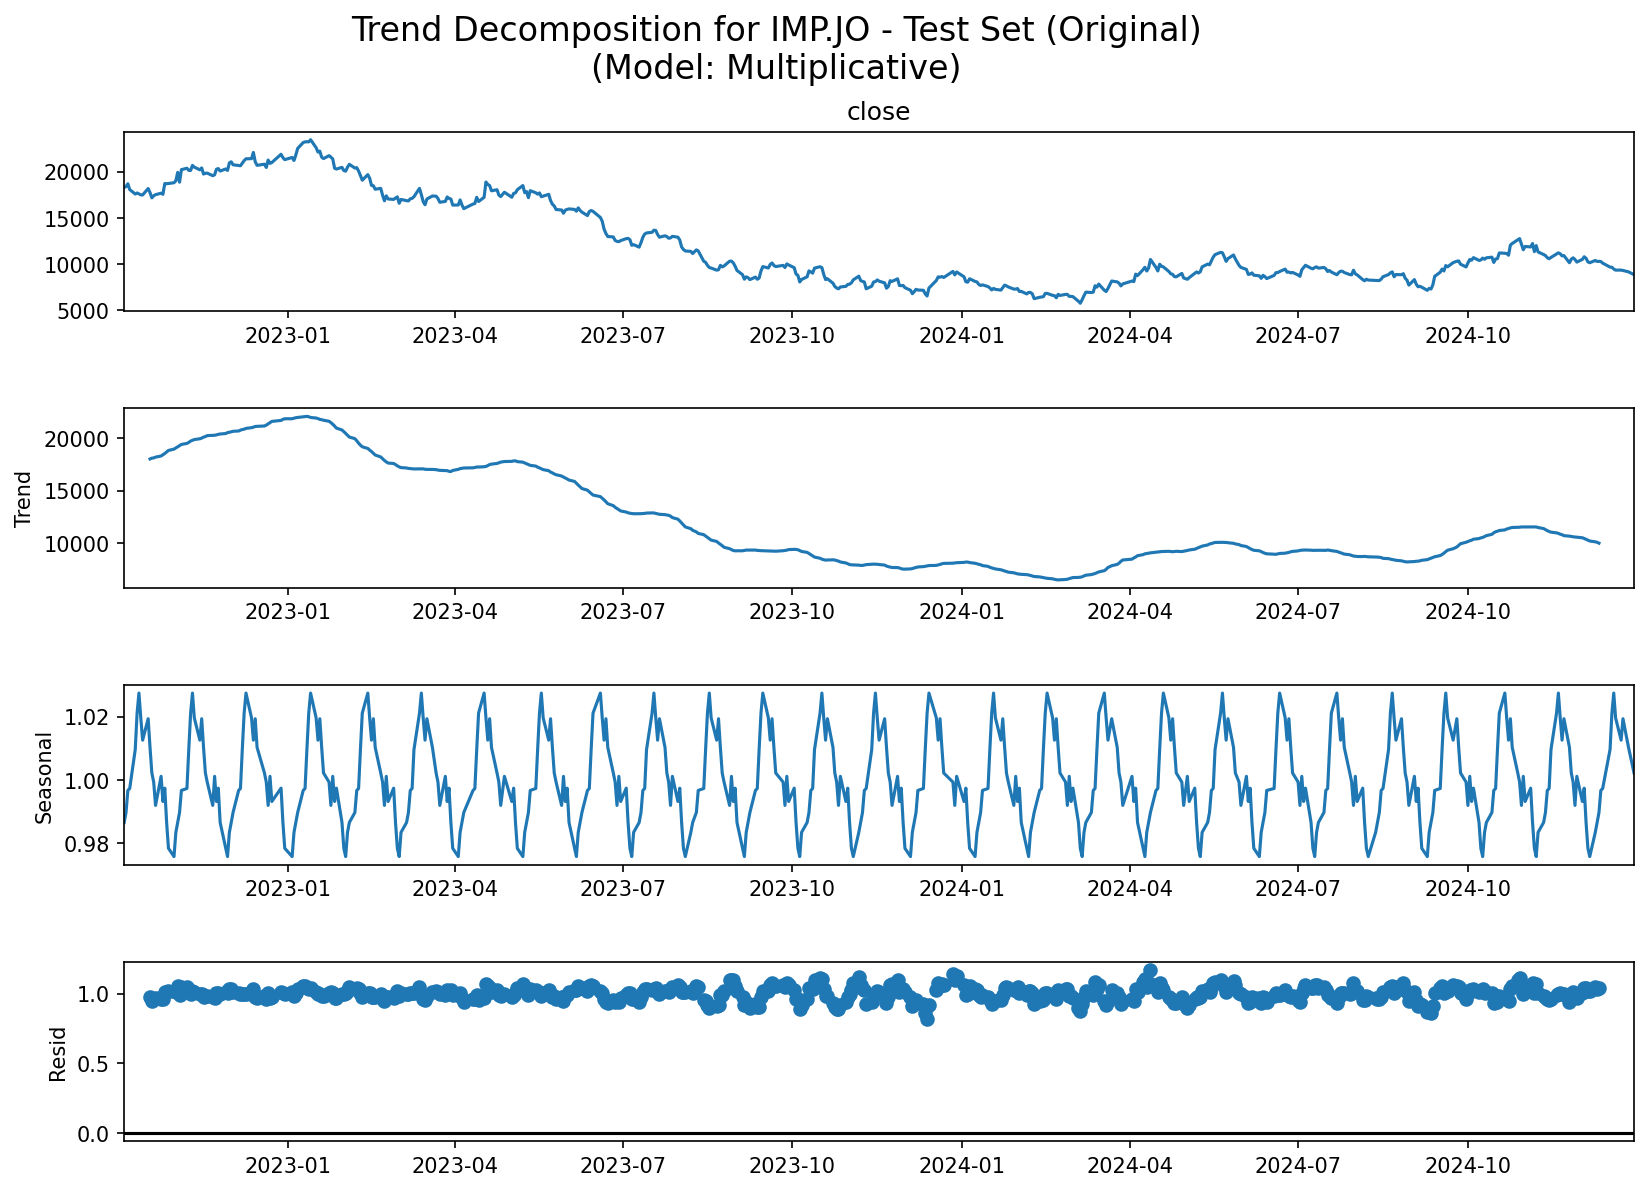 Trend Decomposition for IMP.JO - Test Set (Original)
(Model: Multiplicative)
close
20000
15000
10000
5000
2023-01 2023-04 2023-07 2023-10 2024-01 2024-04 2024-07 2024-10
Trend
20000
15000
10000
2023-01 2023-04 2023-07 2023-10 2024-01 2024-04 2024-07 2024-10
Seasonal
1.02
1.00
0.98
2023-01 2023-04 2023-07 2023-10 2024-01 2024-04 2024-07 2024-10
Resid
1.0
0.5
0.0
2023-01 2023-04 2023-07 2023-10 2024-01 2024-04 2024-07 2024-10